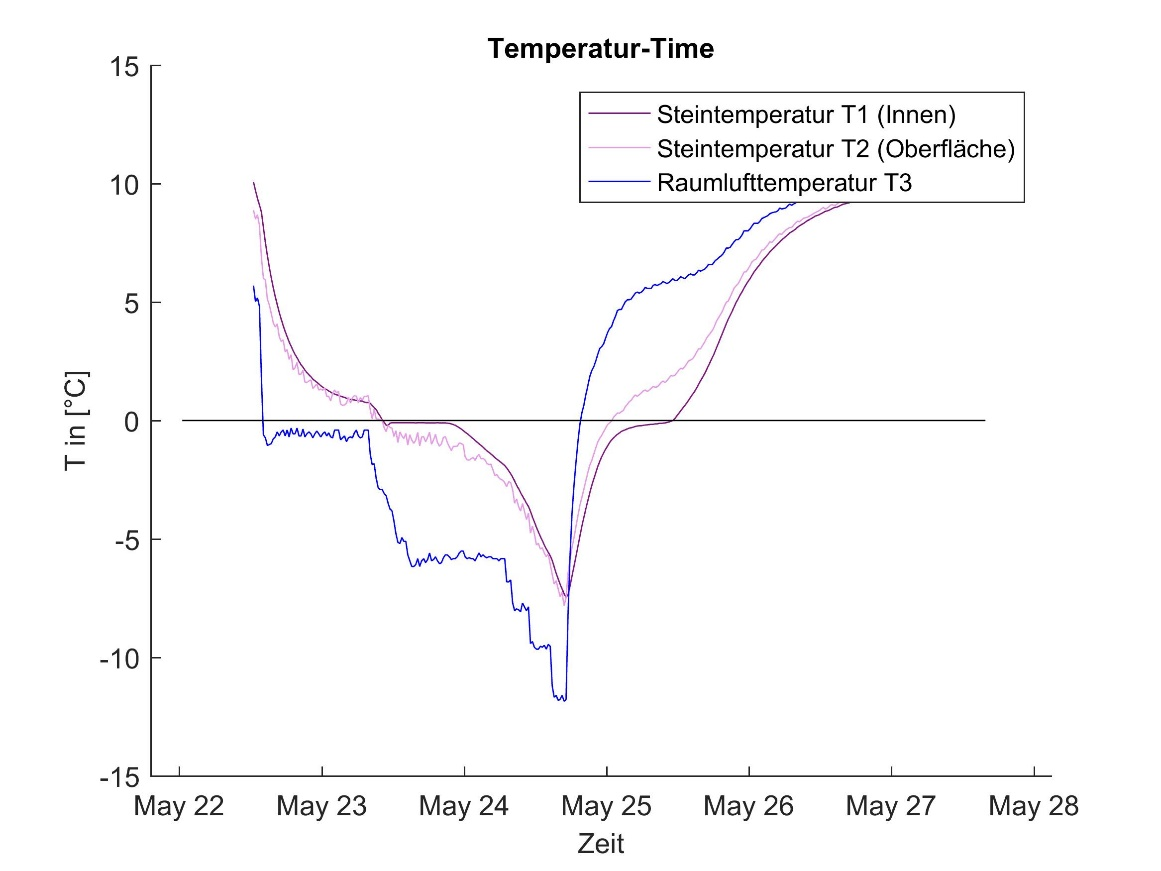 Temperatur-Time
15
10
5
0
-5
-10
-15
T in [°C]
Steintemperatur T1 (Innen)
Steintemperatur T2 (Oberfläche)
Raumlufttemperatur T3
May 22 May 23 May 24 May 25 May 26 May 27 May 28
Zeit